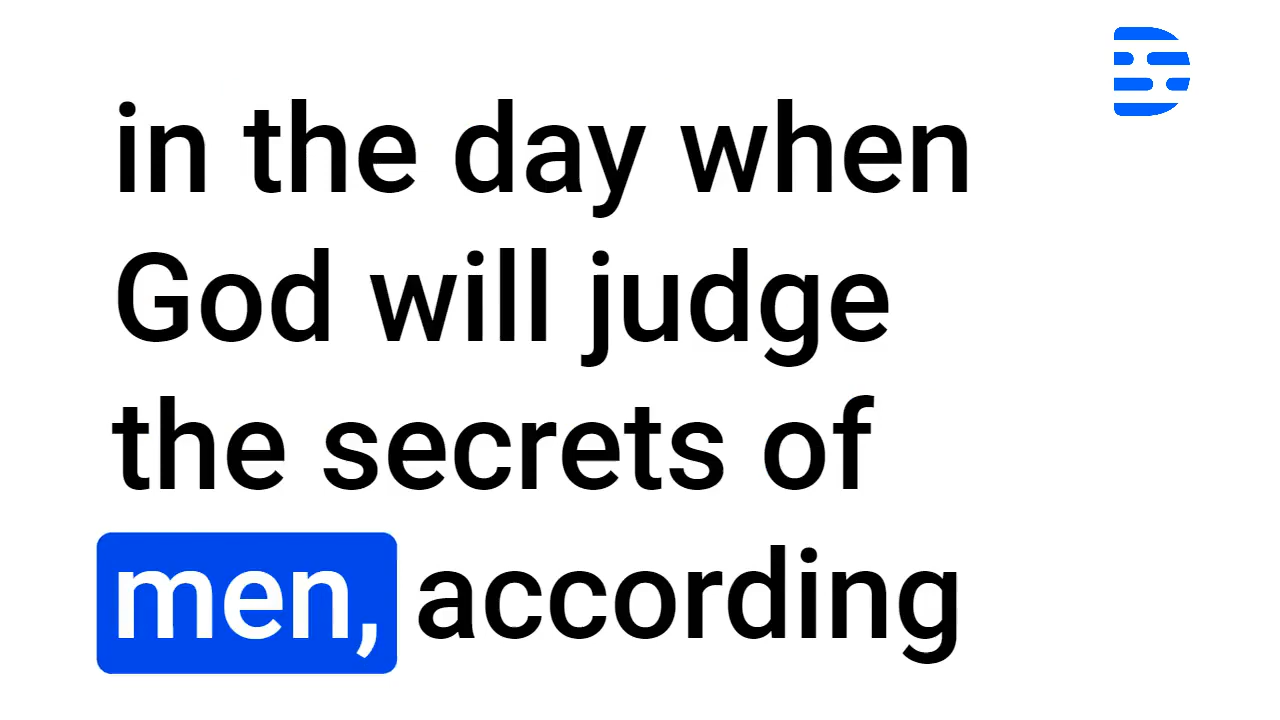 in the day when
God will judge
the secrets of
men, according